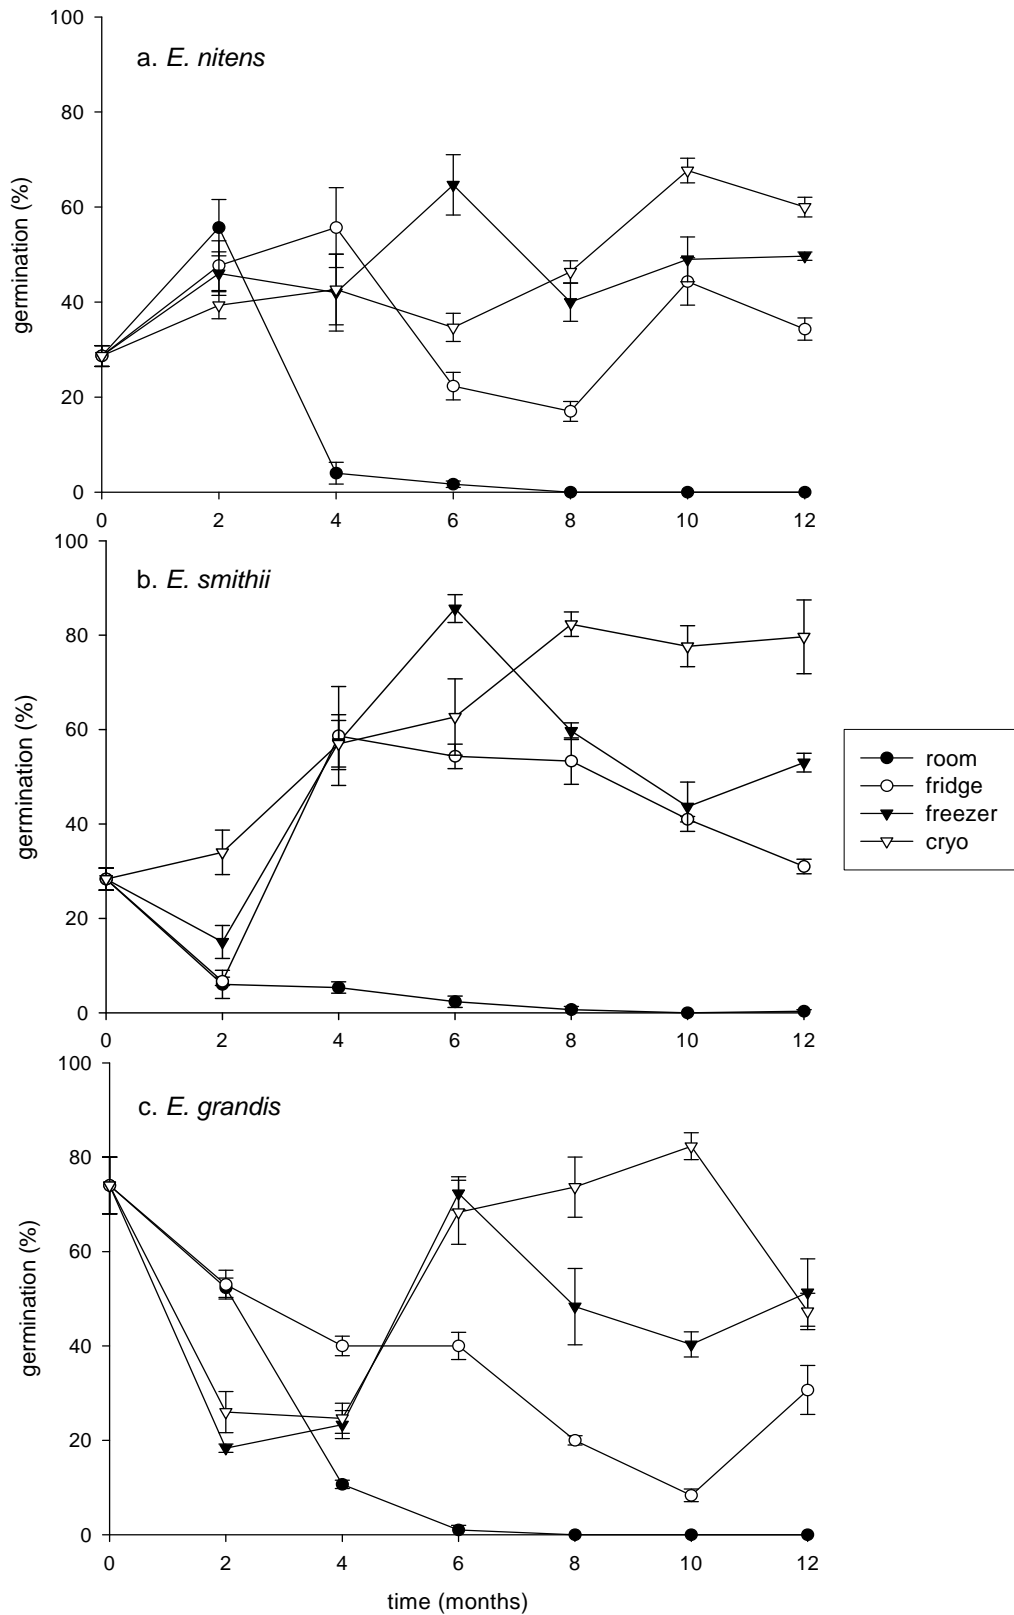 100
a. E. nitens
80
60
germination (%)
40
20
0
0 2 4 6 8 10 12
100
b. E. smithii
80
60
germination (%)
40
20
0
0 2 4 6 8 10 12
room
fridge
freezer
cryo
100
c. E. grandis
80
60
germination (%)
40
20
0
0 2 4 6 8 10 12
time (months)